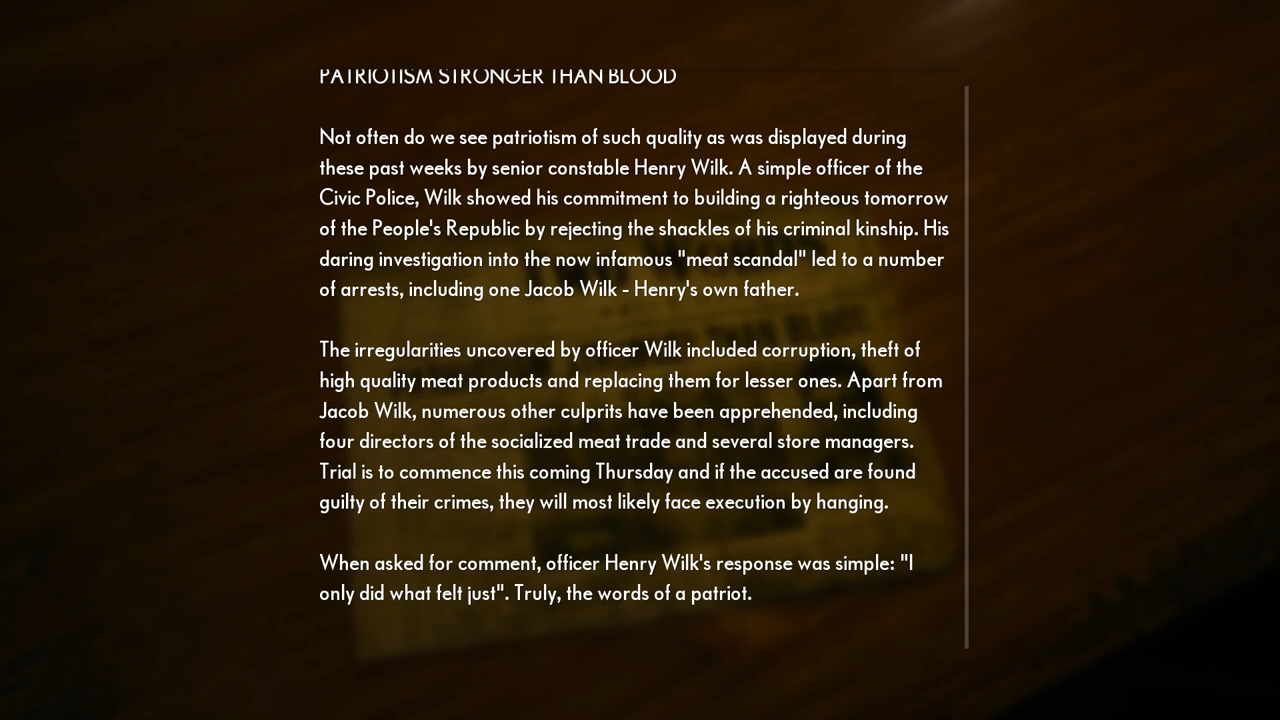 PATRIOTISM STRONGER THAN BLOOD
Not often do we see patriotism of such quality as was displayed during
these past weeks by senior constable Henry Wilk. A simple officer of the
Civic Police, Wilk showed his commitment to building a righteous tomorrow
of the People's Republic by rejecting the shackles of his criminal kinship. His
daring investigation into the now infamous "meat scandal" led to a number
of arrests, including one Jacob Wilk - Henry's own father.
The irregularities uncovered by officer Wilk included corruption, theft of
high quality meat products and replacing them for lesser ones. Apart from
Jacob Wilk, numerous other culprits have been apprehended, including
four directors of the socialized meat trade and several store managers.
Trial is to commence this coming Thursday and if the accused are found
guilty of their crimes, they will most likely face execution by hanging.
When asked for comment, officer Henry Wilk's response was simple: "I
only did what felt just". Truly, the words of a patriot.